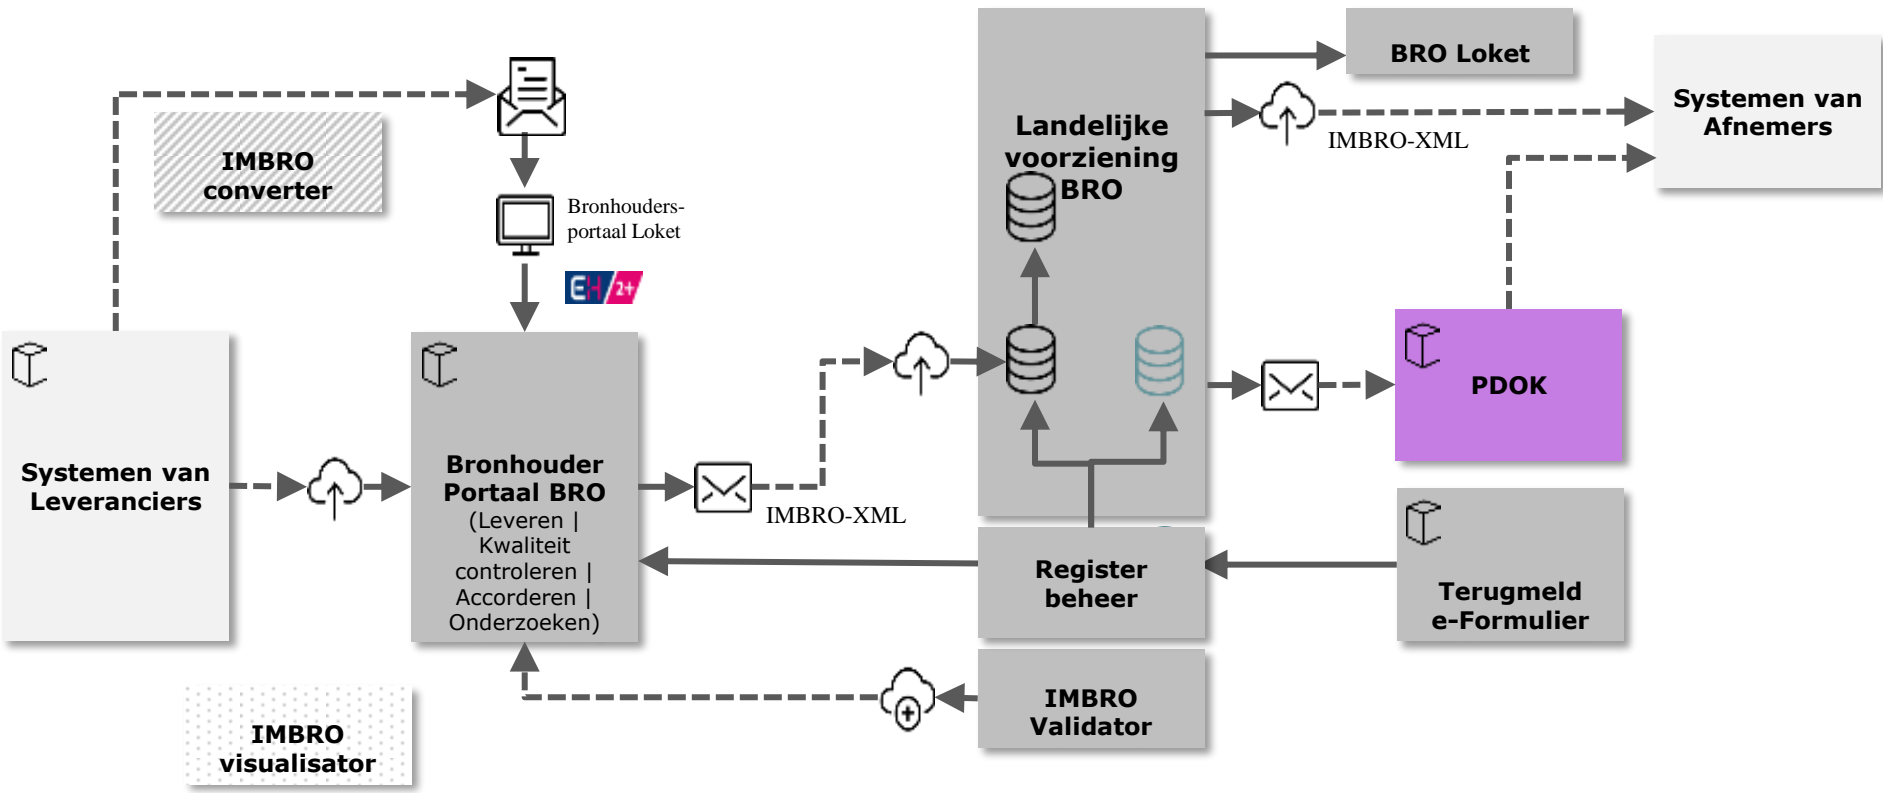 BRO Loket
Systemen van
Afnemers
IMBRO-XML
Landelijke
voorziening
BRO
IMBRO
converter
Bronhouders-
portaal Loket
EH 2+
PDOK
Systemen van
Leveranciers
Bronhouder
Portaal BRO
(Leveren |
Kwaliteit
controleren |
Accorderen |
Onderzoeken)
IMBRO-XML
Register
beheer
Terugmeld
e-Formulier
IMBRO
Validator
IMBRO
visualisator